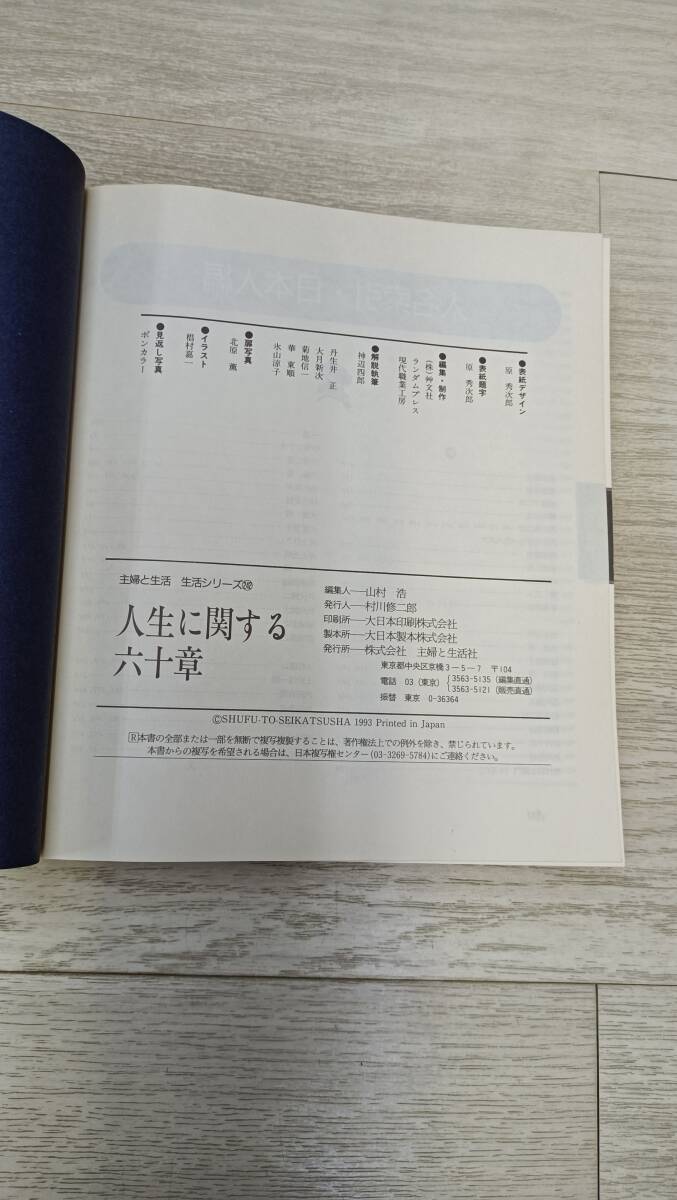 ●表紙デザイン
原 秀次郎
●表紙題字
原 秀次郎
●編集・制作
(株)艸文社
ランダムプレス
現代職業工房
●解説執筆
神辺四郎
丹生井 正
大月新次
菊地信一
華 東順
氷山涼子
●扉写真
北原 薫
●イラスト
椙村嘉一
●見返し写真
ボンカラー
主婦と生活 生活シリーズ
人生に関する
六十章
編集人──山村 浩
発行人──村川修二郎
印刷所──大日本印刷株式会社
製本所──大日本製本株式会社
発行所──株式会社 主婦と生活社
東京都中央区京橋3-5-7 〒104
電話 03(東京) 3563-5135(編集直通)
3563-5121(販売直通)
振替 東京 0-36364
©SHUFU-TO-SEIKATSUSHA 1993 Printed in Japan
Ⓡ本書の全部または一部を無断で複写複製することは、著作権法上での例外を除き、禁じられています。
本書からの複写を希望される場合は、日本複写権センター(03-3269-5784)にご連絡ください。